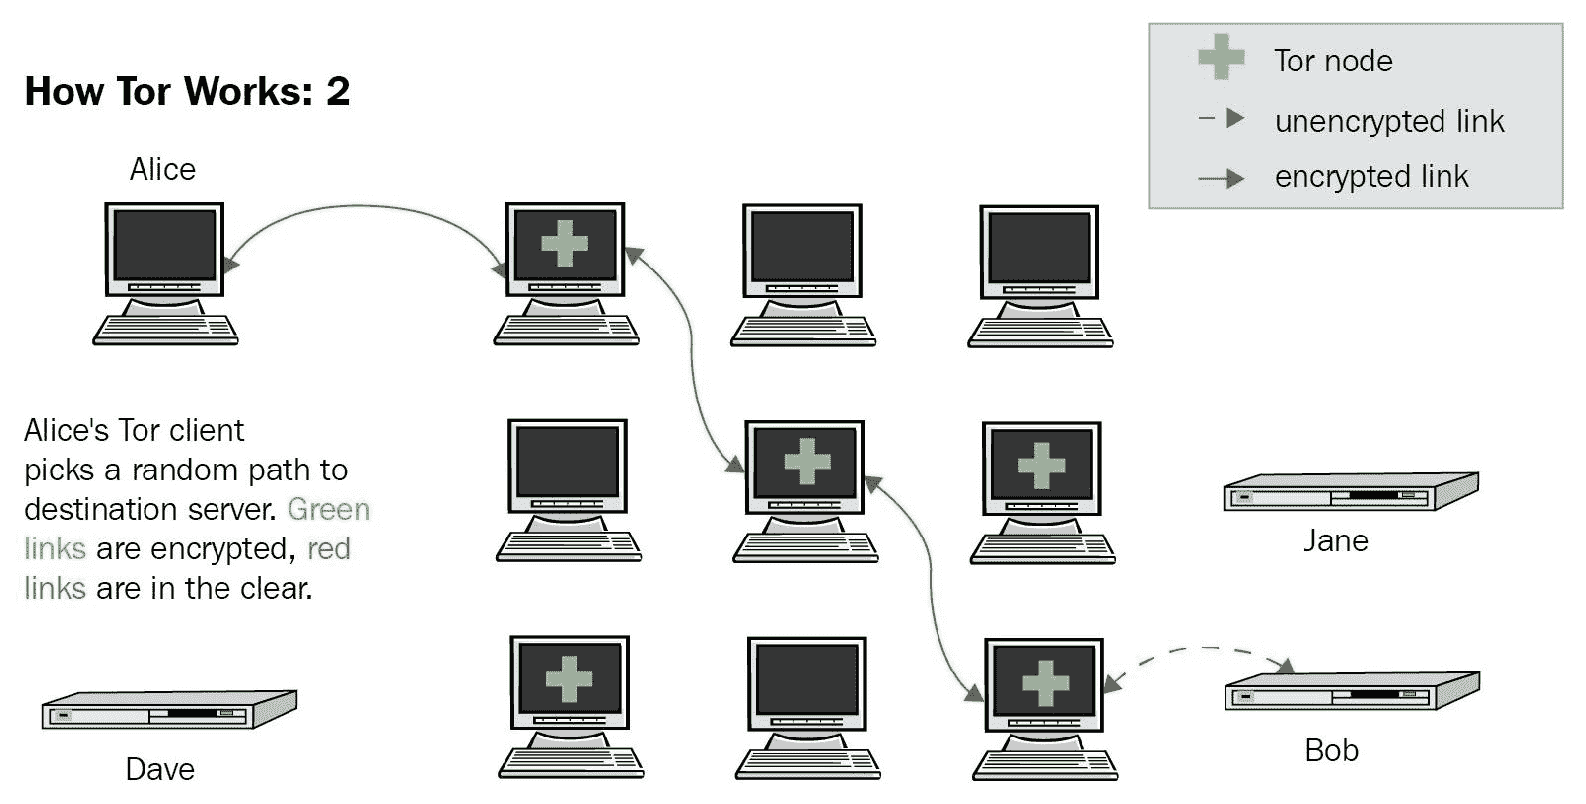 How Tor Works: 2
Tor node
unencrypted link
encrypted link
Alice
Alice's Tor client
picks a random path to
destination server. Green
links are encrypted, red
links are in the clear.
Jane
Dave
Bob